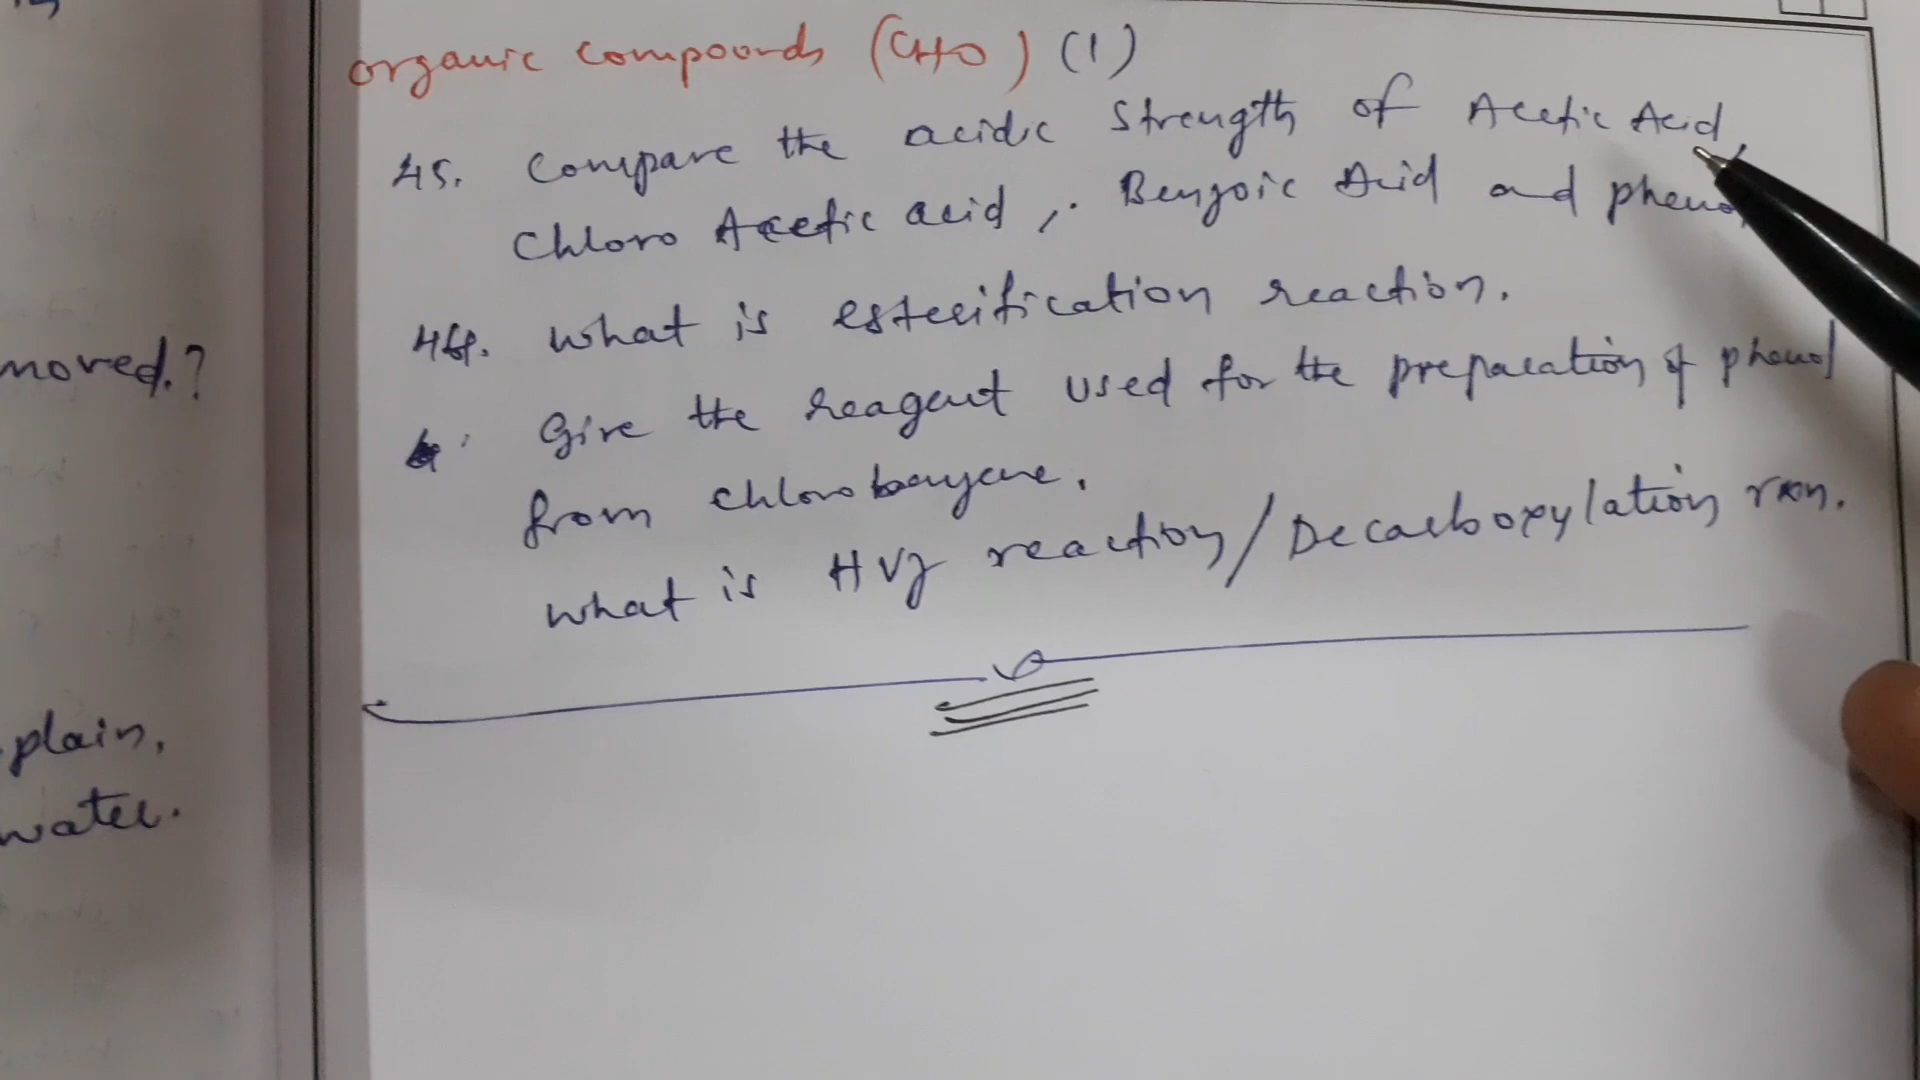 moved.?
plain,
water.
organic compounds (CHO) (1)
45. Compare the acidic strength of Acetic Acid,
Chloro Acetic acid, Benzoic Acid and phenol
46. What is esterification reaction.
Give the reagent used for the preparation of phenol
from chlorobenzene.
What is HVZ reaction/Decarboxylation rxn.